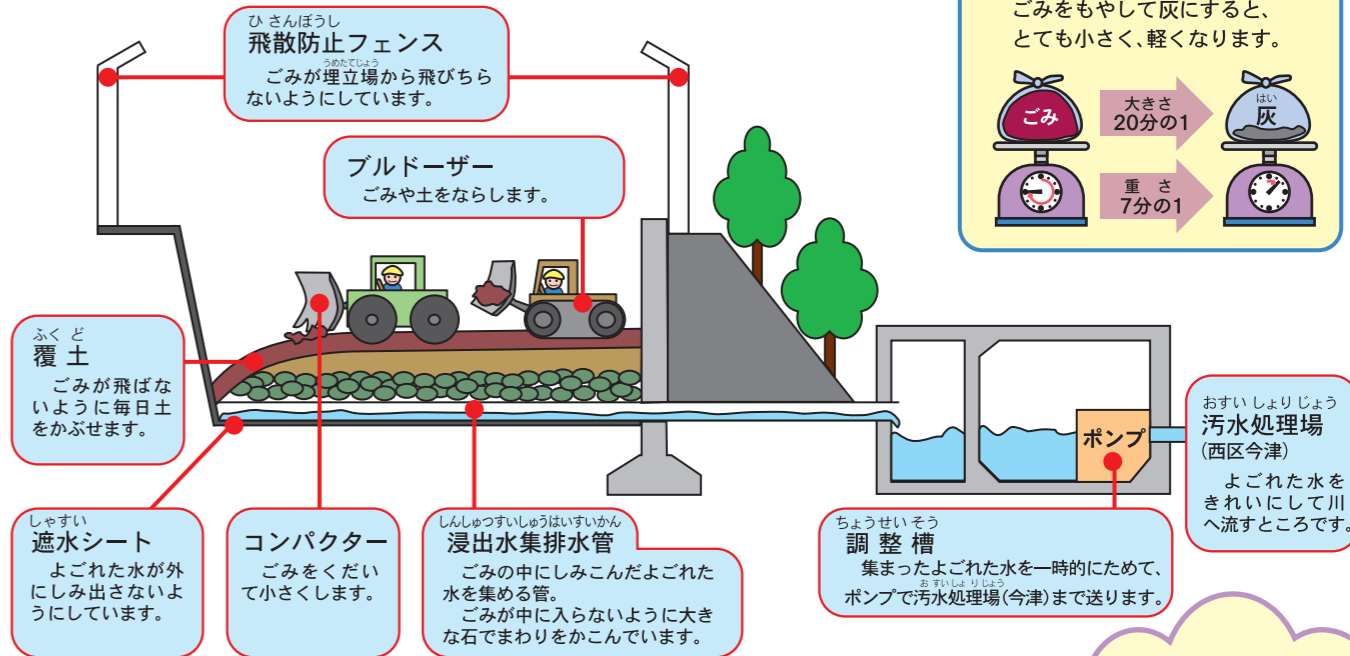 ひ さんぼうし
飛散防止フェンス
うめたてじょう
ごみが埋立場から飛びちら
ないようにしています。
ごみをもやして灰にすると、
とても小さく、軽くなります。
ごみ
大きさ
20分の1
はい
灰
重 さ
7分の1
ブルドーザー
ごみや土をならします。
ふく ど
覆 土
ごみが飛ばな
いように毎日土
をかぶせます。
ポンプ
おすい しょり じょう
汚水処理場
(西区今津)
よごれた水を
きれいにして川
へ流すところです。
しゃすい
遮水シート
よごれた水が外
にしみ出さないよ
うにしています。
コンパクター
ごみをくだい
て小さくします。
しんしゅつすいしゅうはいすいかん
浸出水集排水管
ごみの中にしみこんだよごれた
水を集める管。
ごみが中に入らないように大き
な石でまわりをかこんでいます。
ちょうせい そう
調 整 槽
集まったよごれた水を一時的にためて、
お すいしょ り じょう
ポンプで汚水処理場(今津)まで送ります。